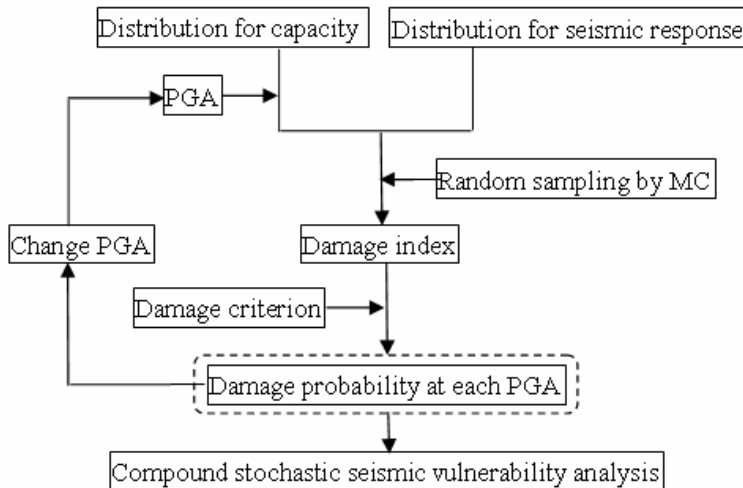 Distribution for capacity
Distribution for seismic response
PGA
Random sampling by MC
Change PGA
Damage index
Damage criterion
Damage probability at each PGA
Compound stochastic seismic vulnerability analysis